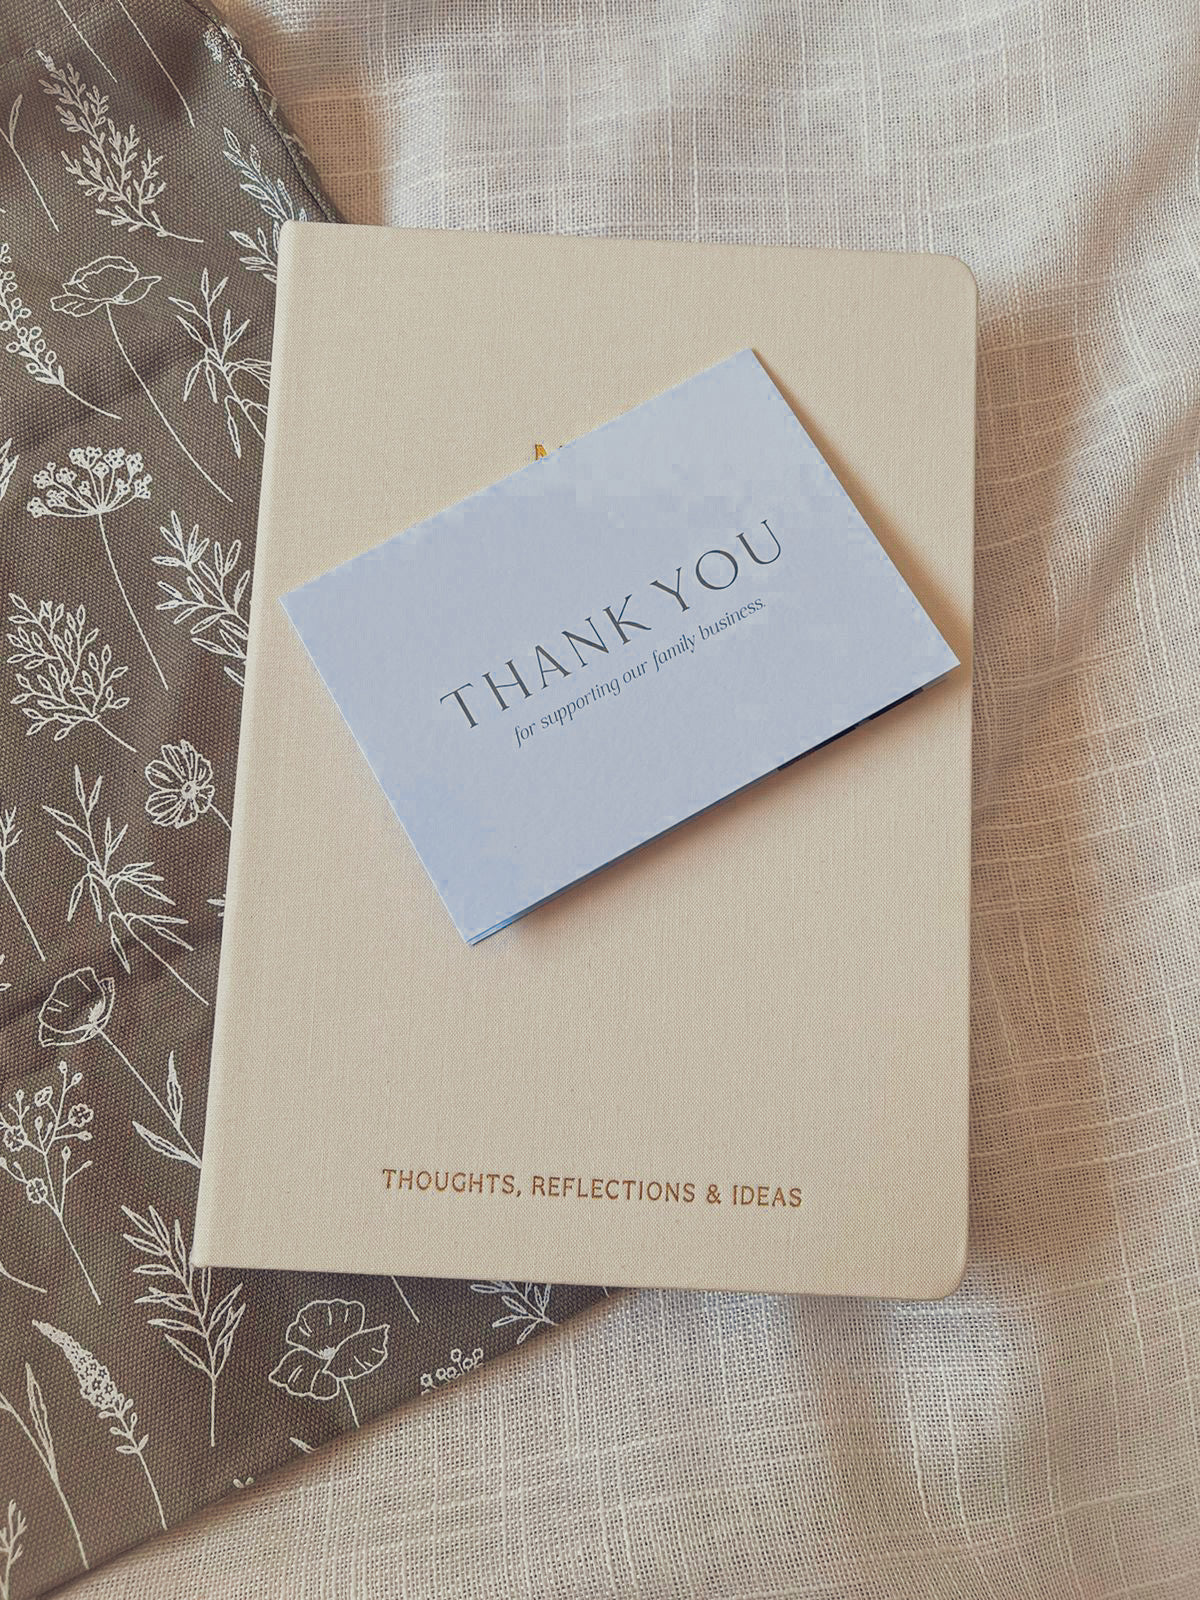 THANK YOU
for supporting our family business.
THOUGHTS, REFLECTIONS & IDEAS